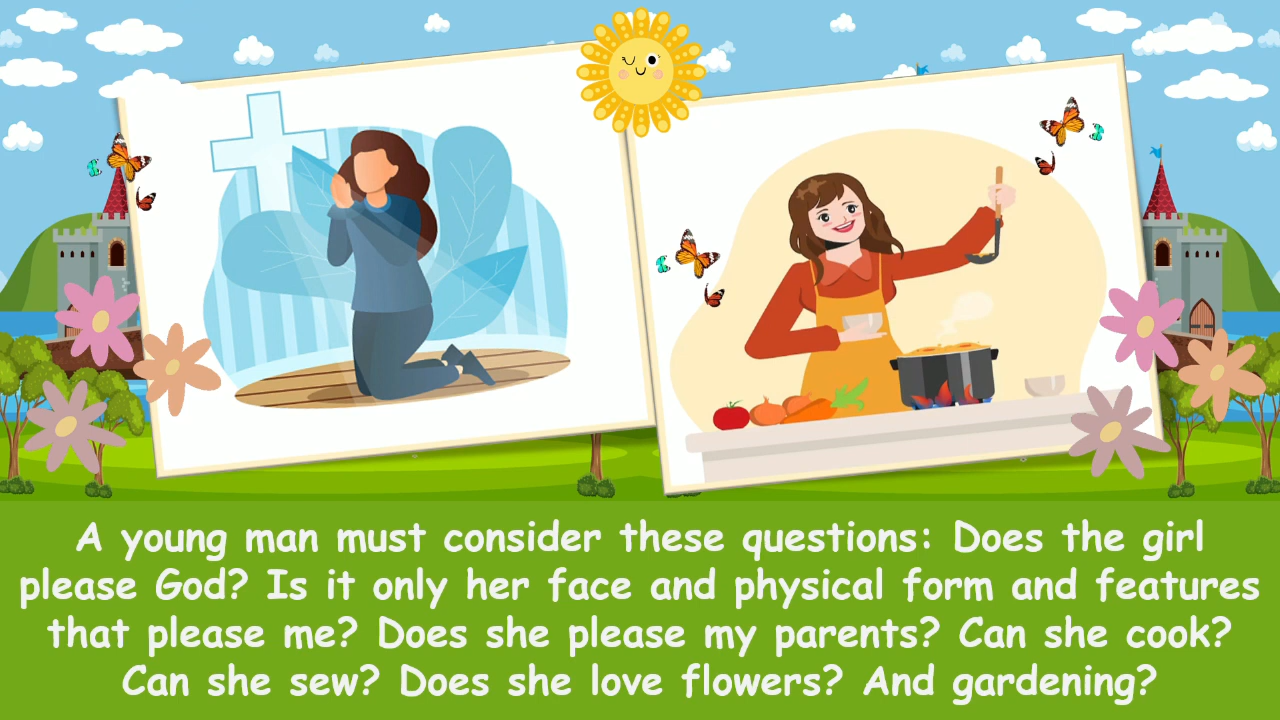 A young man must consider these questions: Does the girl
please God? Is it only her face and physical form and features
that please me? Does she please my parents? Can she cook?
Can she sew? Does she love flowers? And gardening?